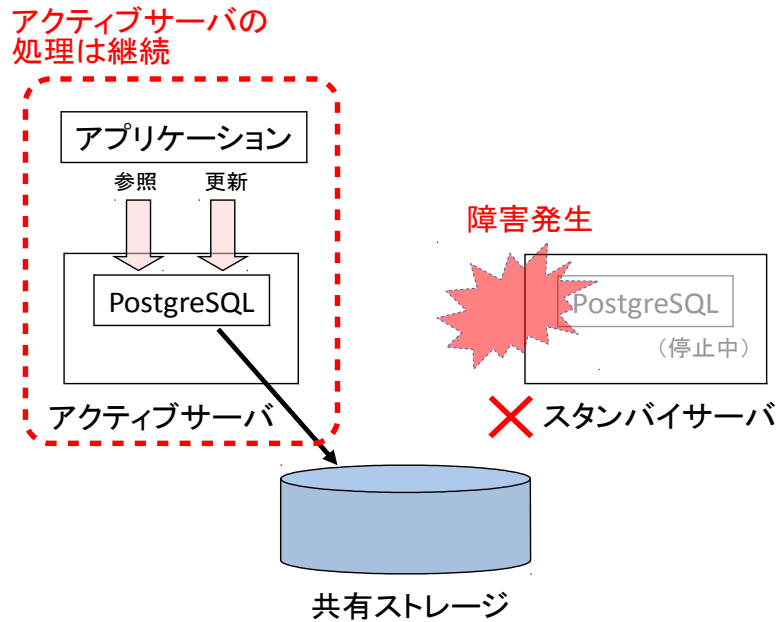 アクティブサーバの
処理は継続
アプリケーション
参照 更新
障害発生
PostgreSQL
PostgreSQL
（停止中）
アクティブサーバ
スタンバイサーバ
共有ストレージ